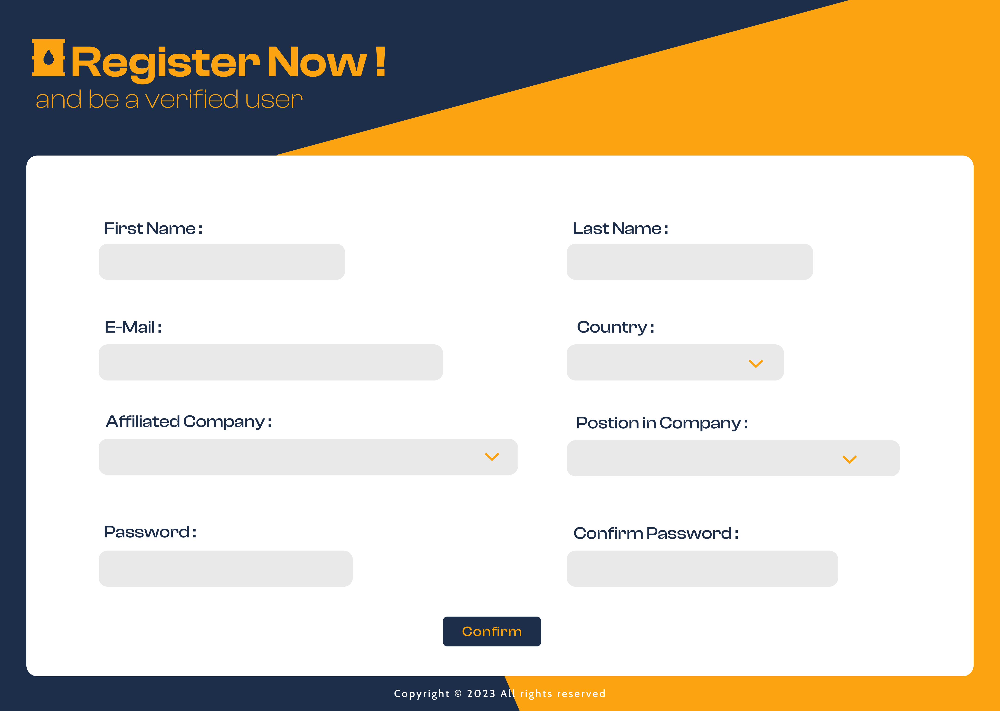 Register Now !
and be a verified user
First Name :
Last Name :
E-Mail :
Country :
Affiliated Company :
Postion in Company :
Password :
Confirm Password :
Confirm
Copyright © 2023 All rights reserved